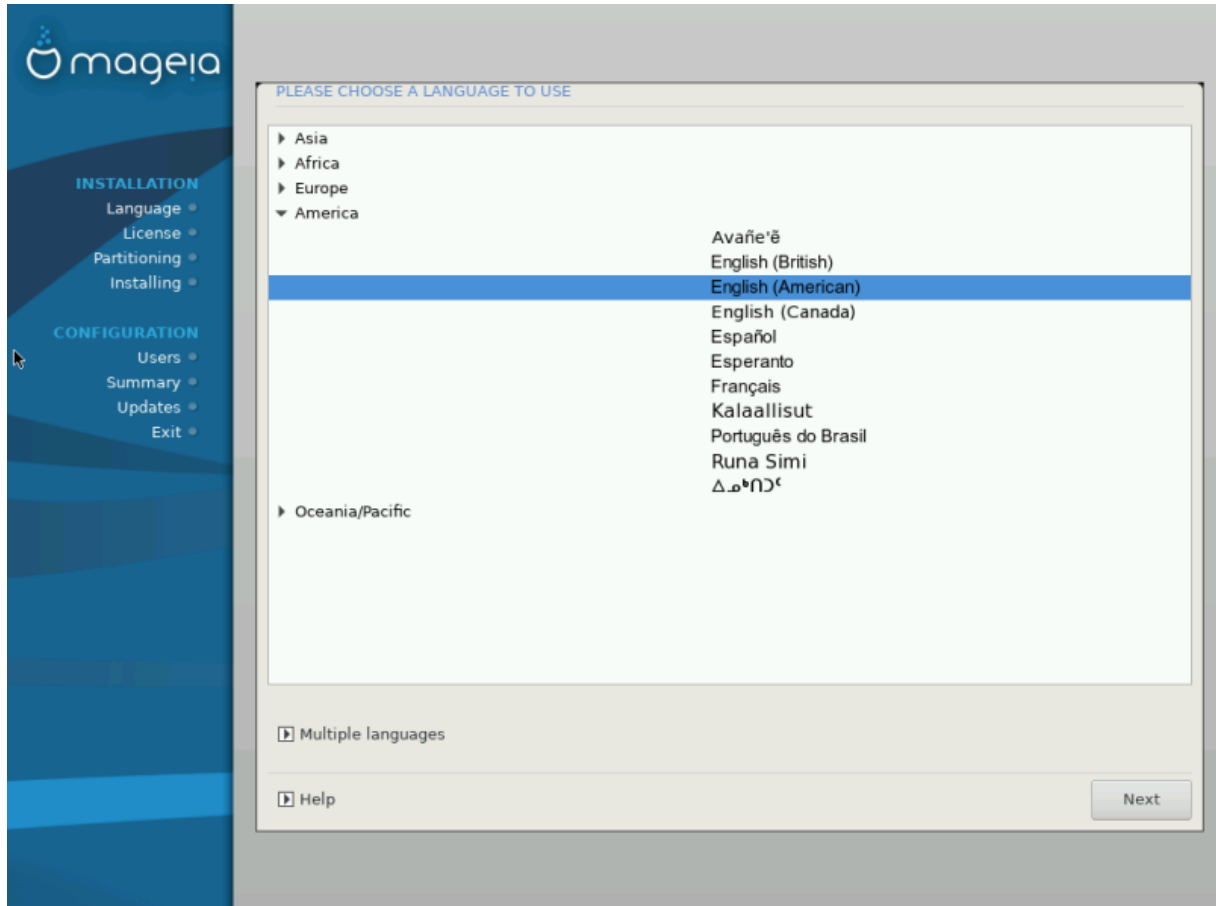 mageia
INSTALLATION
Language
License
Partitioning
Installing
CONFIGURATION
Users
Summary
Updates
Exit
PLEASE CHOOSE A LANGUAGE TO USE
Asia
Africa
Europe
America
Avañe'ẽ
English (British)
English (American)
English (Canada)
Español
Esperanto
Français
Kalaallisut
Português do Brasil
Runa Simi
ᐃᓄᒃᑎᑐᑦ
Oceania/Pacific
Multiple languages
Help
Next